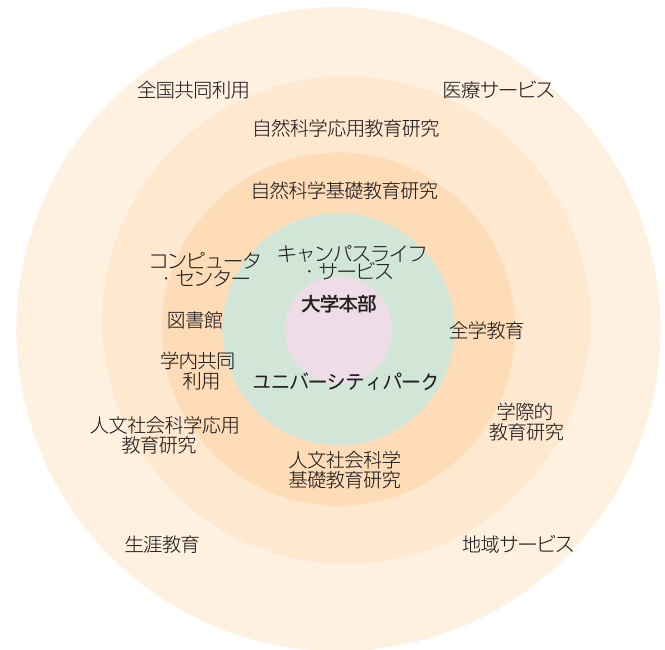 全国共同利用
医療サービス
自然科学応用教育研究
自然科学基礎教育研究
キャンパスライフ
・サービス
コンピュータ
・センター
大学本部
図書館
全学教育
学内共同
利用
ユニバーシティパーク
学際的
教育研究
人文社会科学応用
教育研究
人文社会科学
基礎教育研究
生涯教育
地域サービス